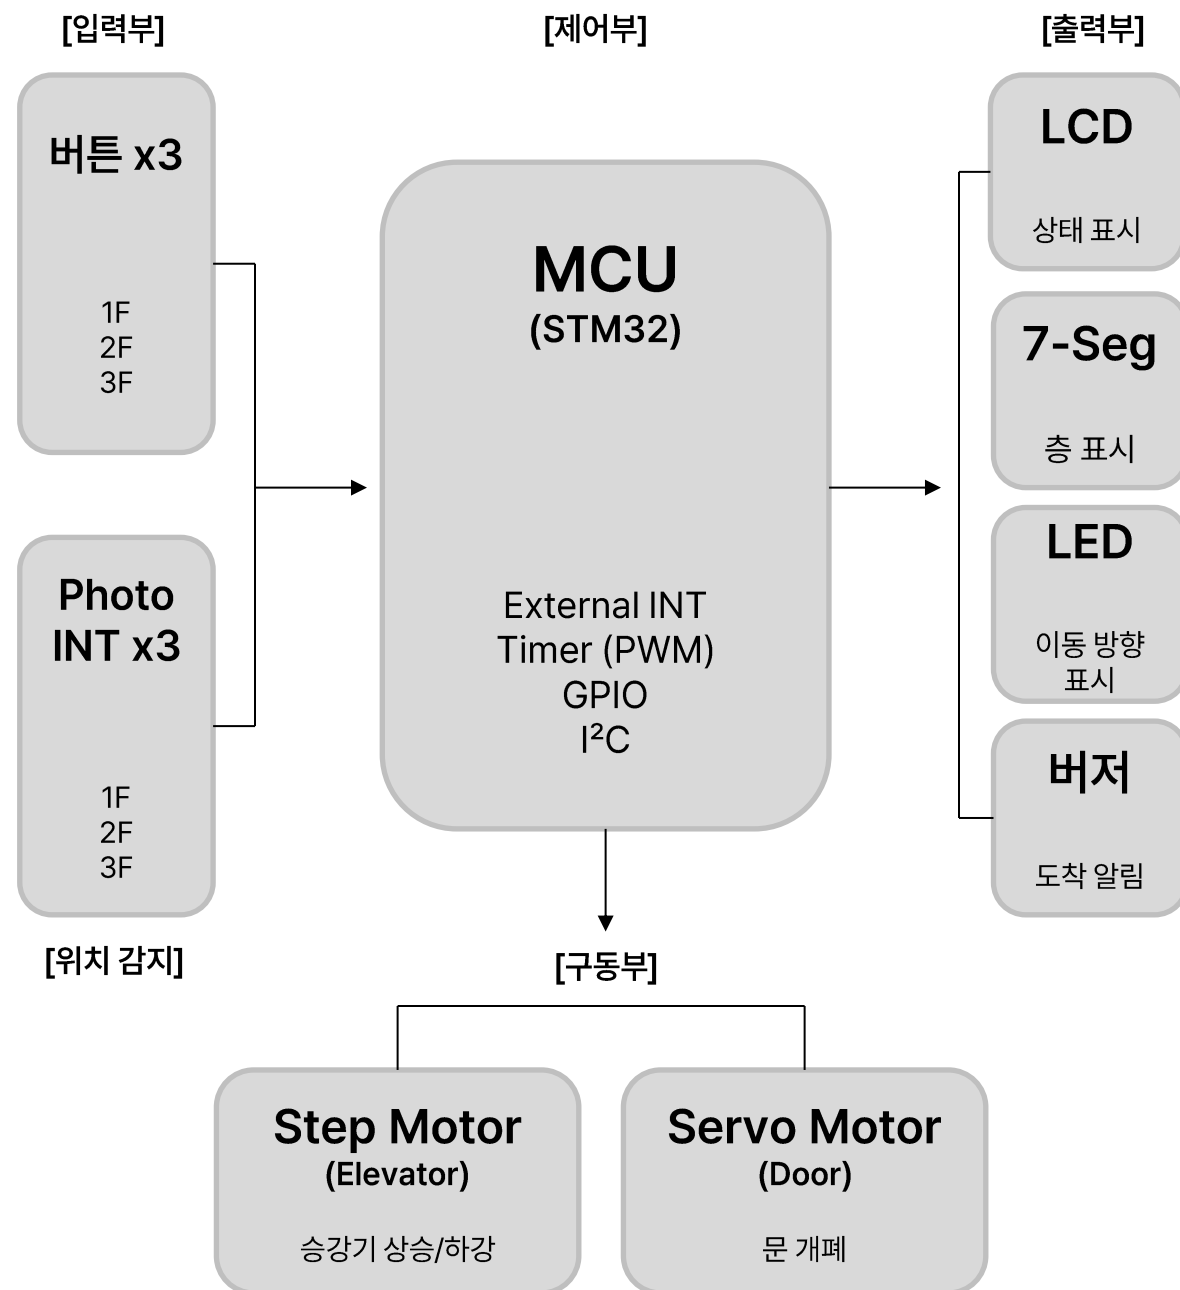 [입력부]
[제어부]
[출력부]
버튼 x3
1F
2F
3F
Photo
INT x3
1F
2F
3F
[위치 감지]
MCU
(STM32)
External INT
Timer (PWM)
GPIO
I²C
LCD
상태 표시
7-Seg
층 표시
LED
이동 방향
표시
버저
도착 알림
[구동부]
Step Motor
(Elevator)
승강기 상승/하강
Servo Motor
(Door)
문 개폐